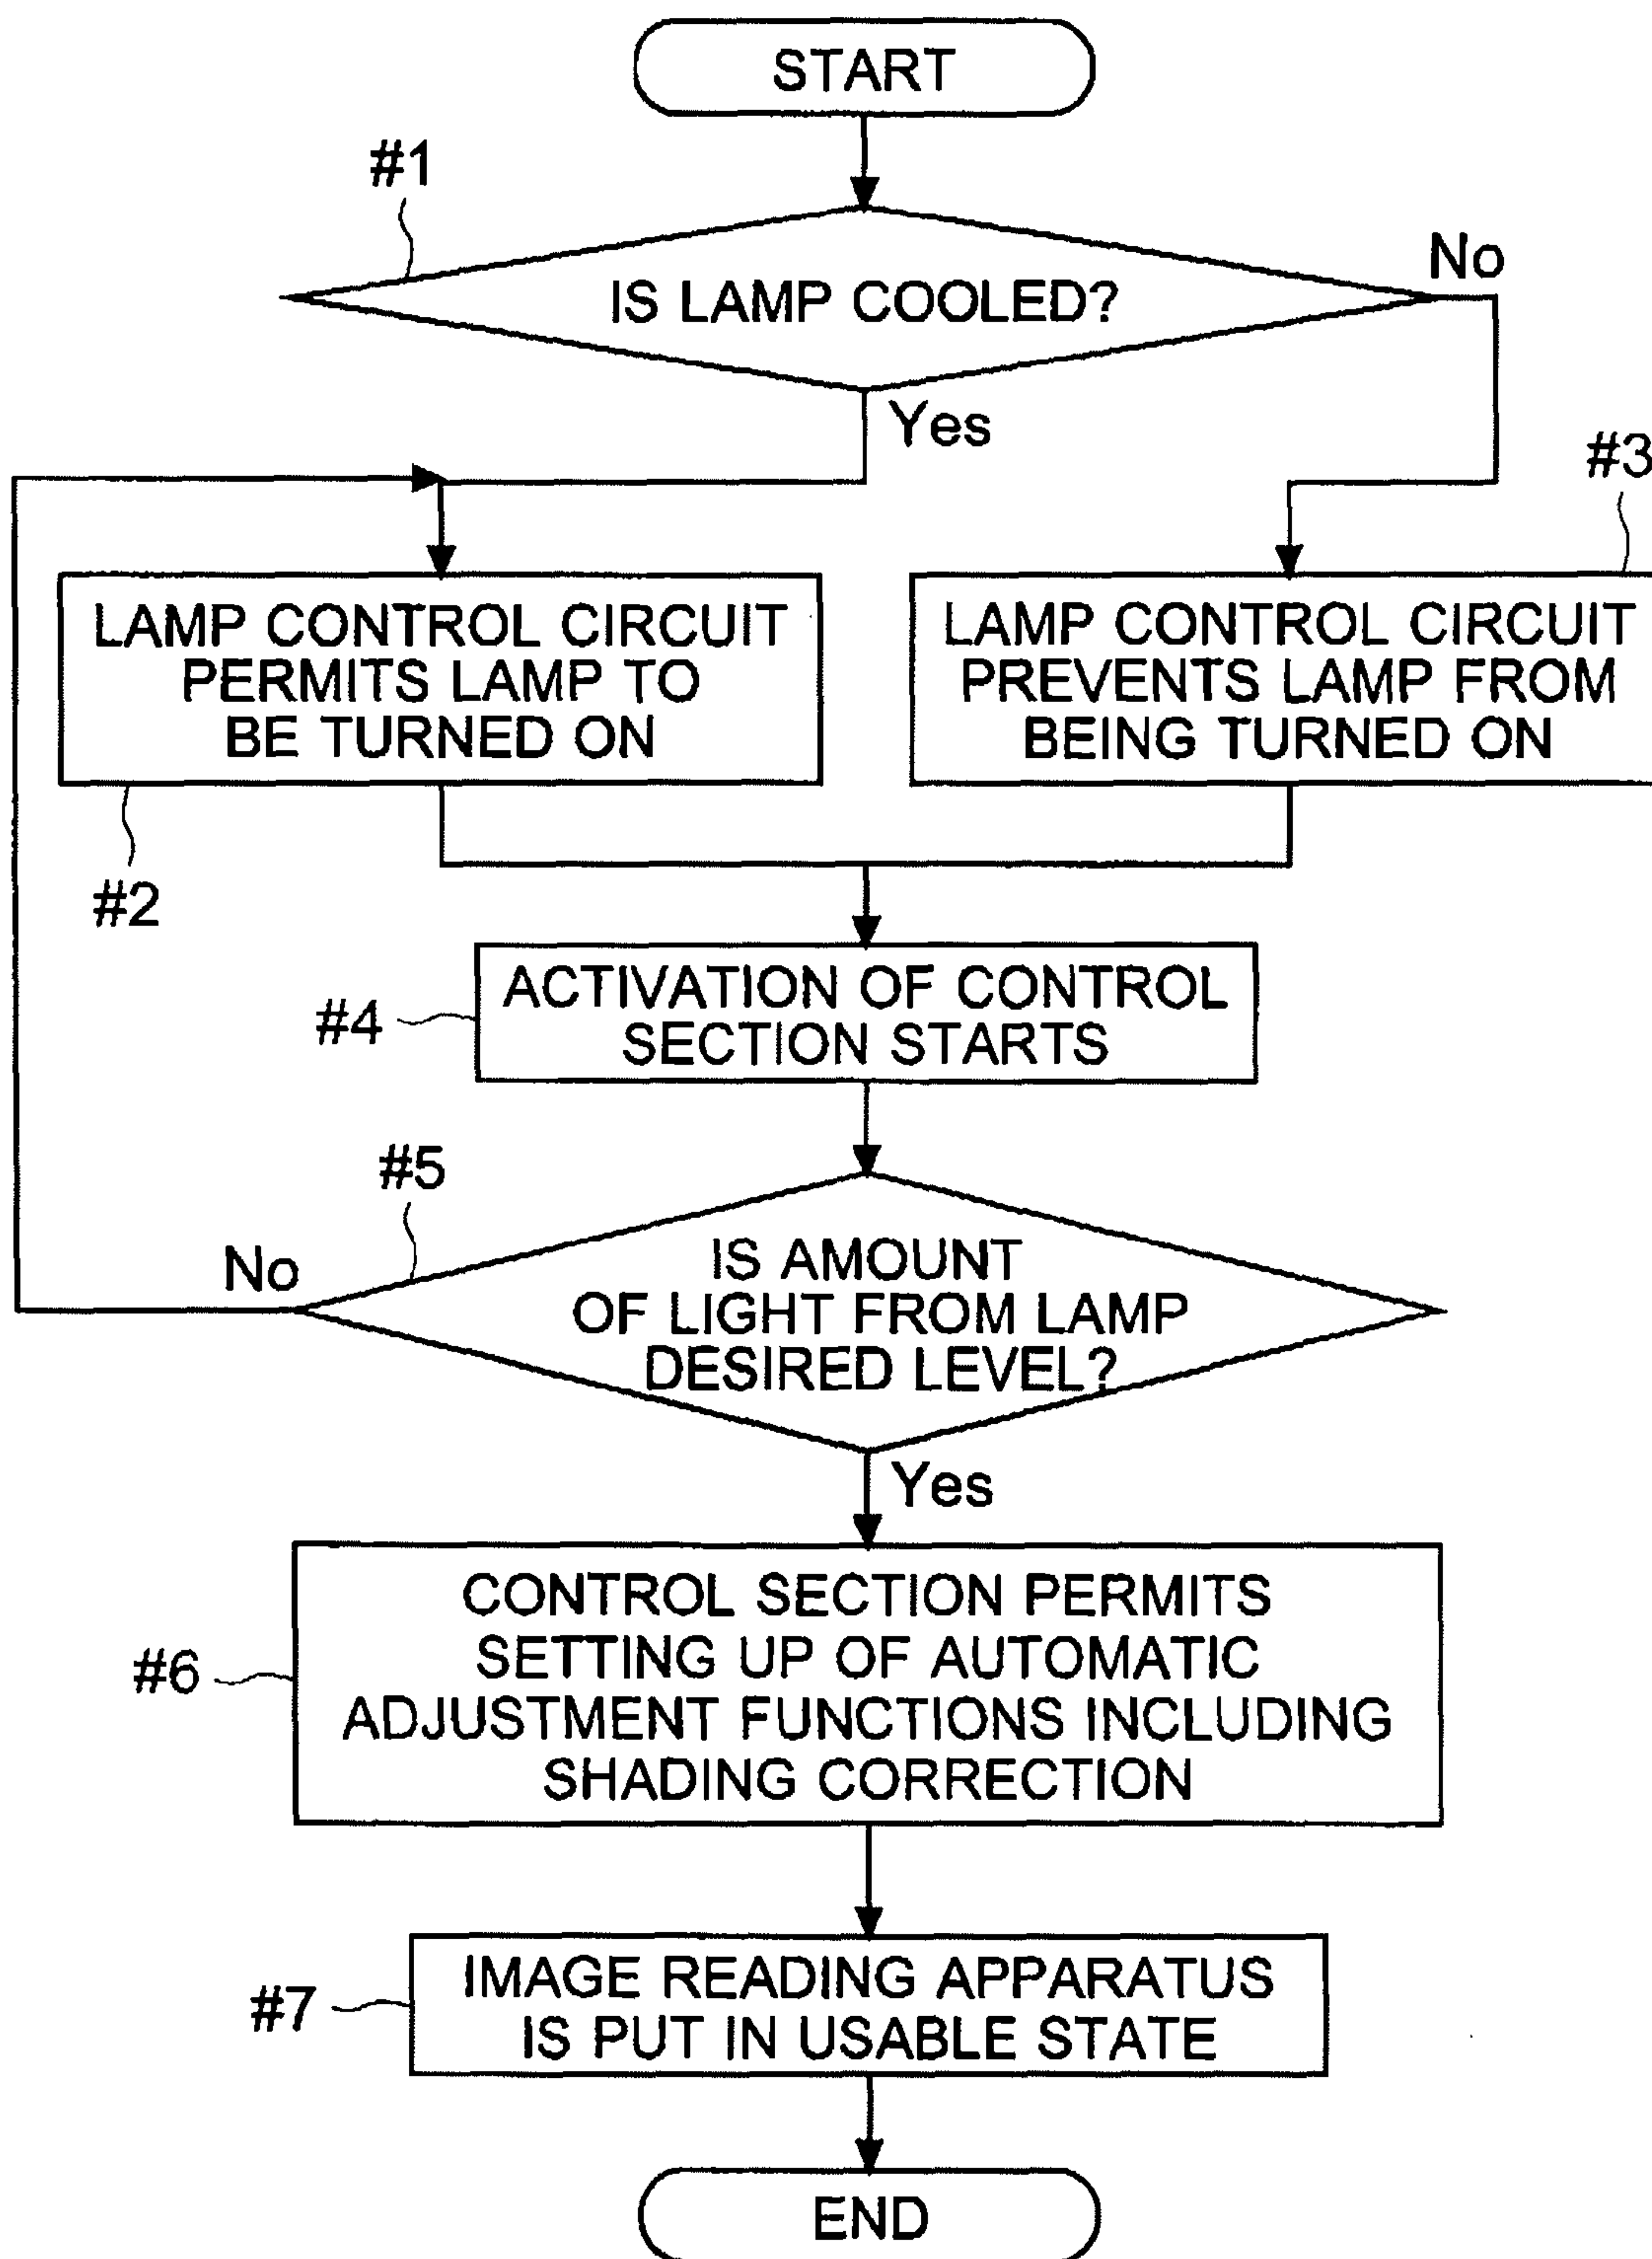 START
#1
No
IS LAMP COOLED?
Yes
#3
LAMP CONTROL CIRCUIT
PERMITS LAMP TO
BE TURNED ON
LAMP CONTROL CIRCUIT
PREVENTS LAMP FROM
BEING TURNED ON
#2
ACTIVATION OF CONTROL
SECTION STARTS
#4
#5
No
IS AMOUNT
OF LIGHT FROM LAMP
DESIRED LEVEL?
Yes
CONTROL SECTION PERMITS
SETTING UP OF AUTOMATIC
ADJUSTMENT FUNCTIONS INCLUDING
SHADING CORRECTION
#6
IMAGE READING APPARATUS
IS PUT IN USABLE STATE
#7
END